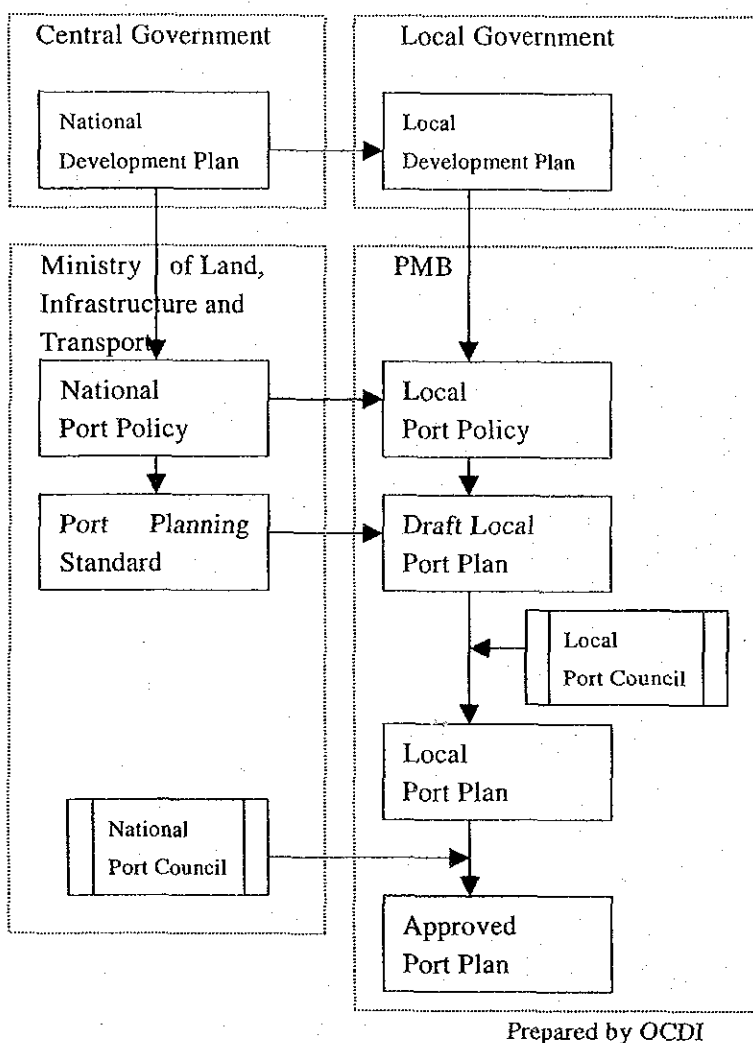 Central Government
Local Government
National
Development Plan
Local
Development Plan
Ministry of Land,
Infrastructure and
Transport
PMB
National
Port Policy
Local
Port Policy
Port Planning
Standard
Draft Local
Port Plan
Local
Port Council
Local
Port Plan
National
Port Council
Approved
Port Plan
Prepared by OCDI